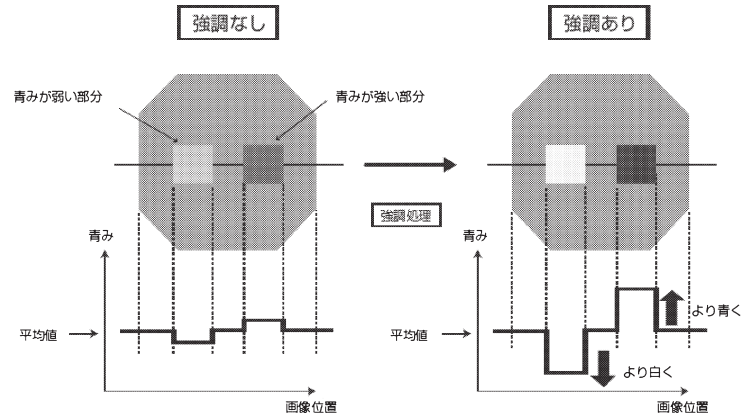 強調なし
強調あり
青みが弱い部分
青みが強い部分
強調処理
青み
平均値
画像位置
青み
平均値
より青く
より白く
画像位置